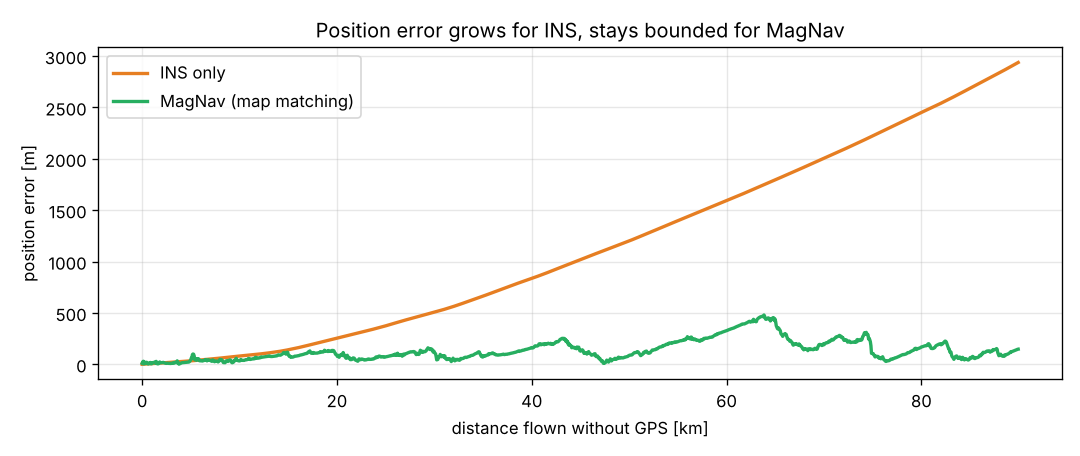 Position error grows for INS, stays bounded for MagNav
INS only
MagNav (map matching)
position error [m]
3000
2500
2000
1500
1000
500
0
0 20 40 60 80
distance flown without GPS [km]